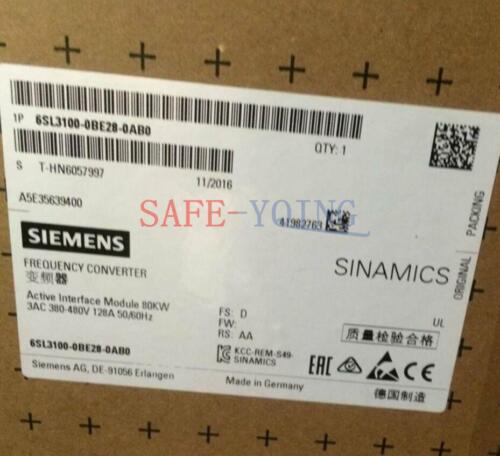 1P 6SL3100-0BE28-0AB0
QTY: 1
S T-HN6057997
11/2016
A5E35639400
41982763
SAFE-YOING
SIEMENS
SINAMICS
ORIGINAL PACKING
FREQUENCY CONVERTER
变频器
Active Interface Module 80KW
3AC 380-480V 128A 50/60Hz
FS: D
FW:
RS: AA
UL
质量检验合格
6SL3100-0BE28-0AB0
KCC-REM-S49-
SINAMICS
EAC
CE
Siemens AG, DE-91056 Erlangen
Made in Germany
德国制造